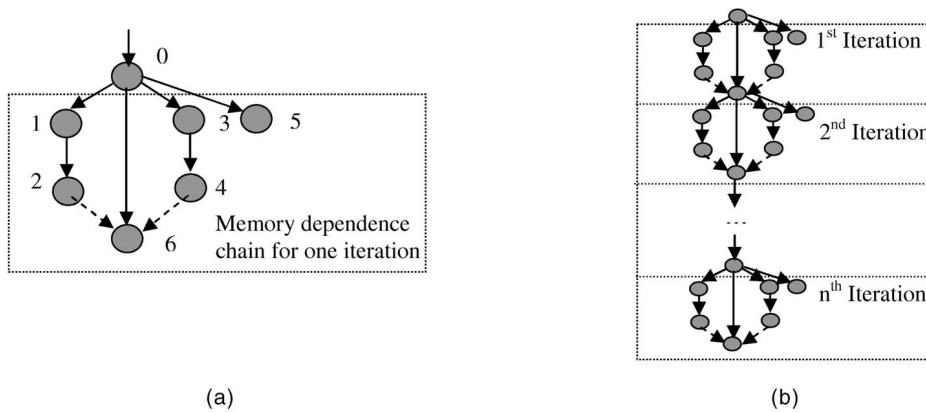 0
1
3
5
2
4
6
Memory dependence
chain for one iteration
(a)
1st Iteration
2nd Iteration
...
nth Iteration
(b)